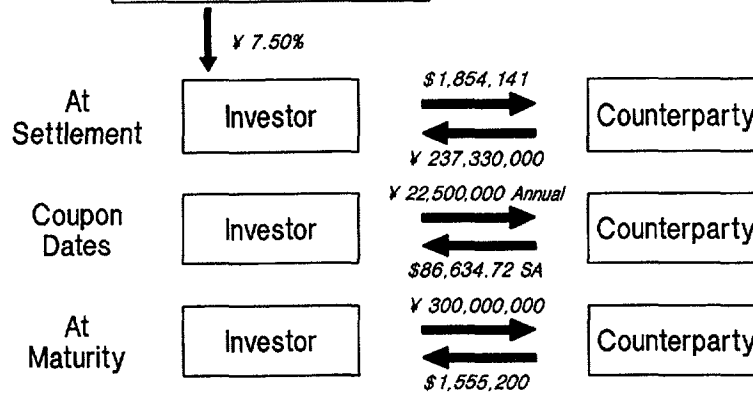 ¥ 7.50%
At
Settlement
Investor
$1,854,141
¥ 237,330,000
Counterparty
Coupon
Dates
Investor
¥ 22,500,000 Annual
$86,634.72 SA
Counterparty
At
Maturity
Investor
¥ 300,000,000
$1,555,200
Counterparty